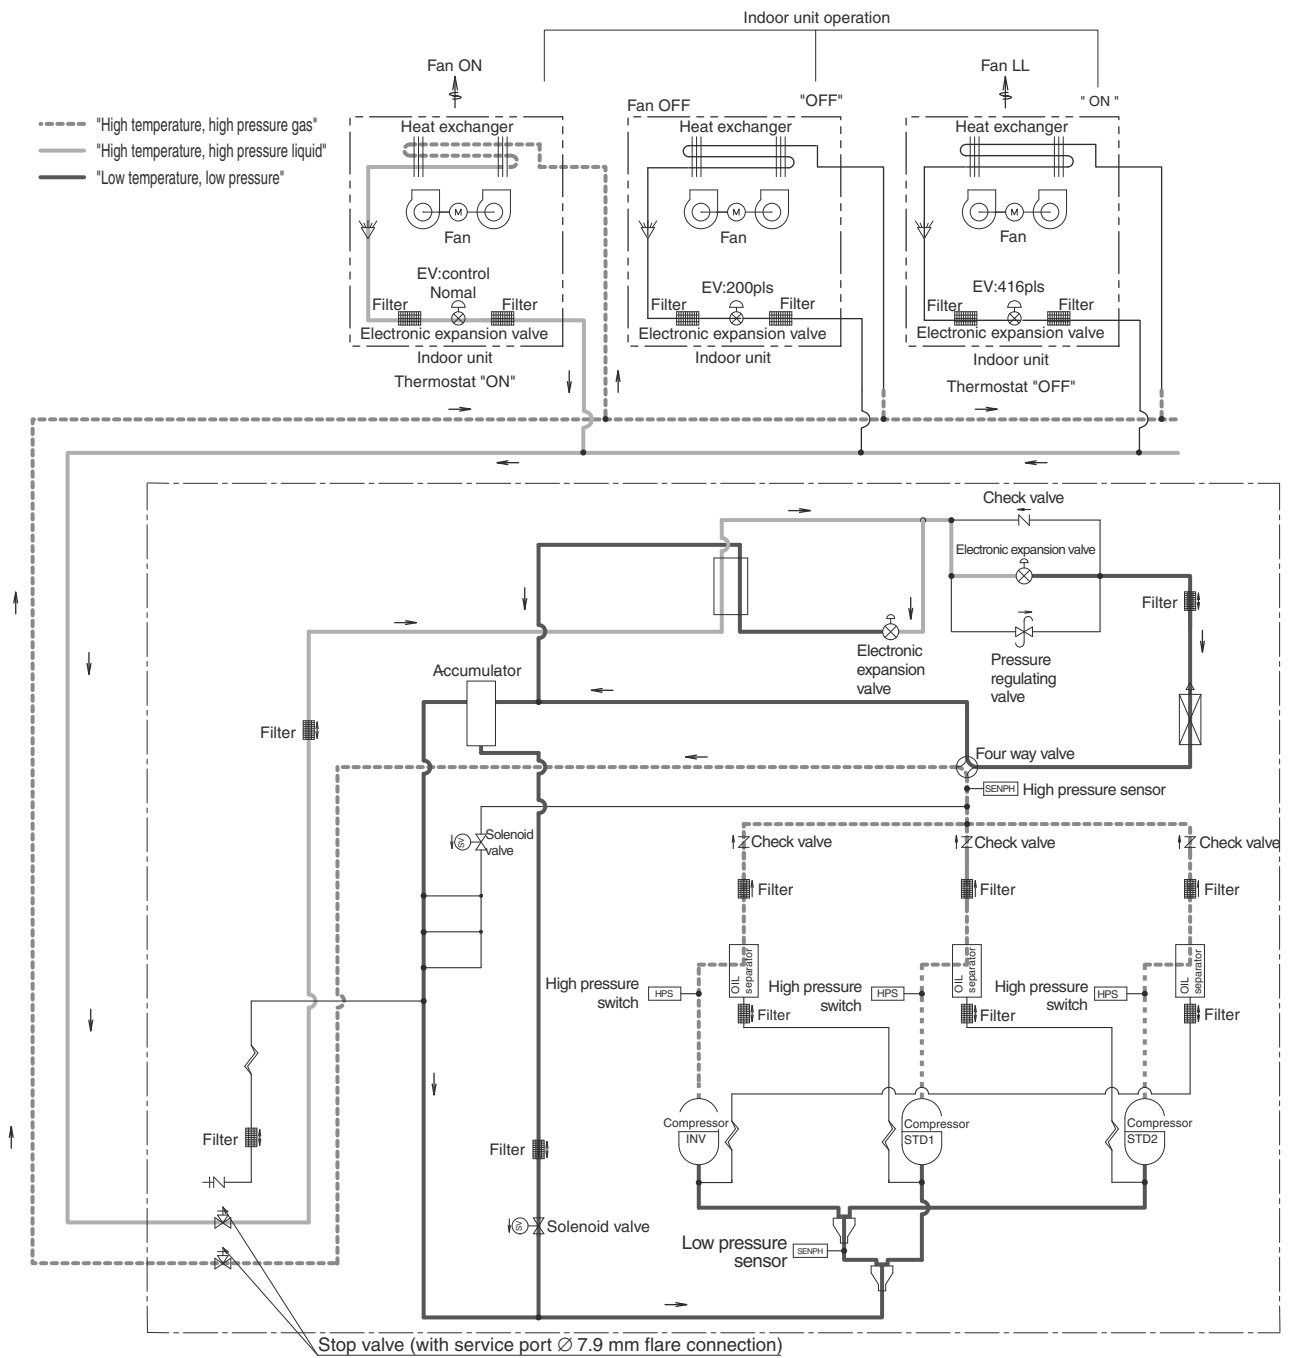 Indoor unit operation
Fan ON
Fan OFF
"OFF"
Fan LL
" ON "
"High temperature, high pressure gas"
"High temperature, high pressure liquid"
"Low temperature, low pressure"
Heat exchanger
Heat exchanger
Heat exchanger
M
M
M
Fan
Fan
Fan
EV:control
Nomal
EV:200pls
EV:416pls
Filter
Filter
Filter
Filter
Filter
Filter
Electronic expansion valve
Electronic expansion valve
Electronic expansion valve
Indoor unit
Indoor unit
Indoor unit
Thermostat "ON"
Thermostat "OFF"
Check valve
Electronic expansion valve
Filter
Electronic
expansion
valve
Pressure
regulating
valve
Accumulator
Filter
Four way valve
SENPH
High pressure sensor
SV
Solenoid
valve
Check valve
Check valve
Check valve
Filter
Filter
Filter
OIL
separator
OIL
separator
OIL
separator
High pressure
switch
HPS
High pressure
switch
HPS
High pressure
switch
HPS
Filter
Filter
Filter
Compressor
INV
Compressor
STD1
Compressor
STD2
Filter
Filter
SV
Solenoid valve
Low pressure
sensor
SENPH
Stop valve (with service port Ø 7.9 mm flare connection)